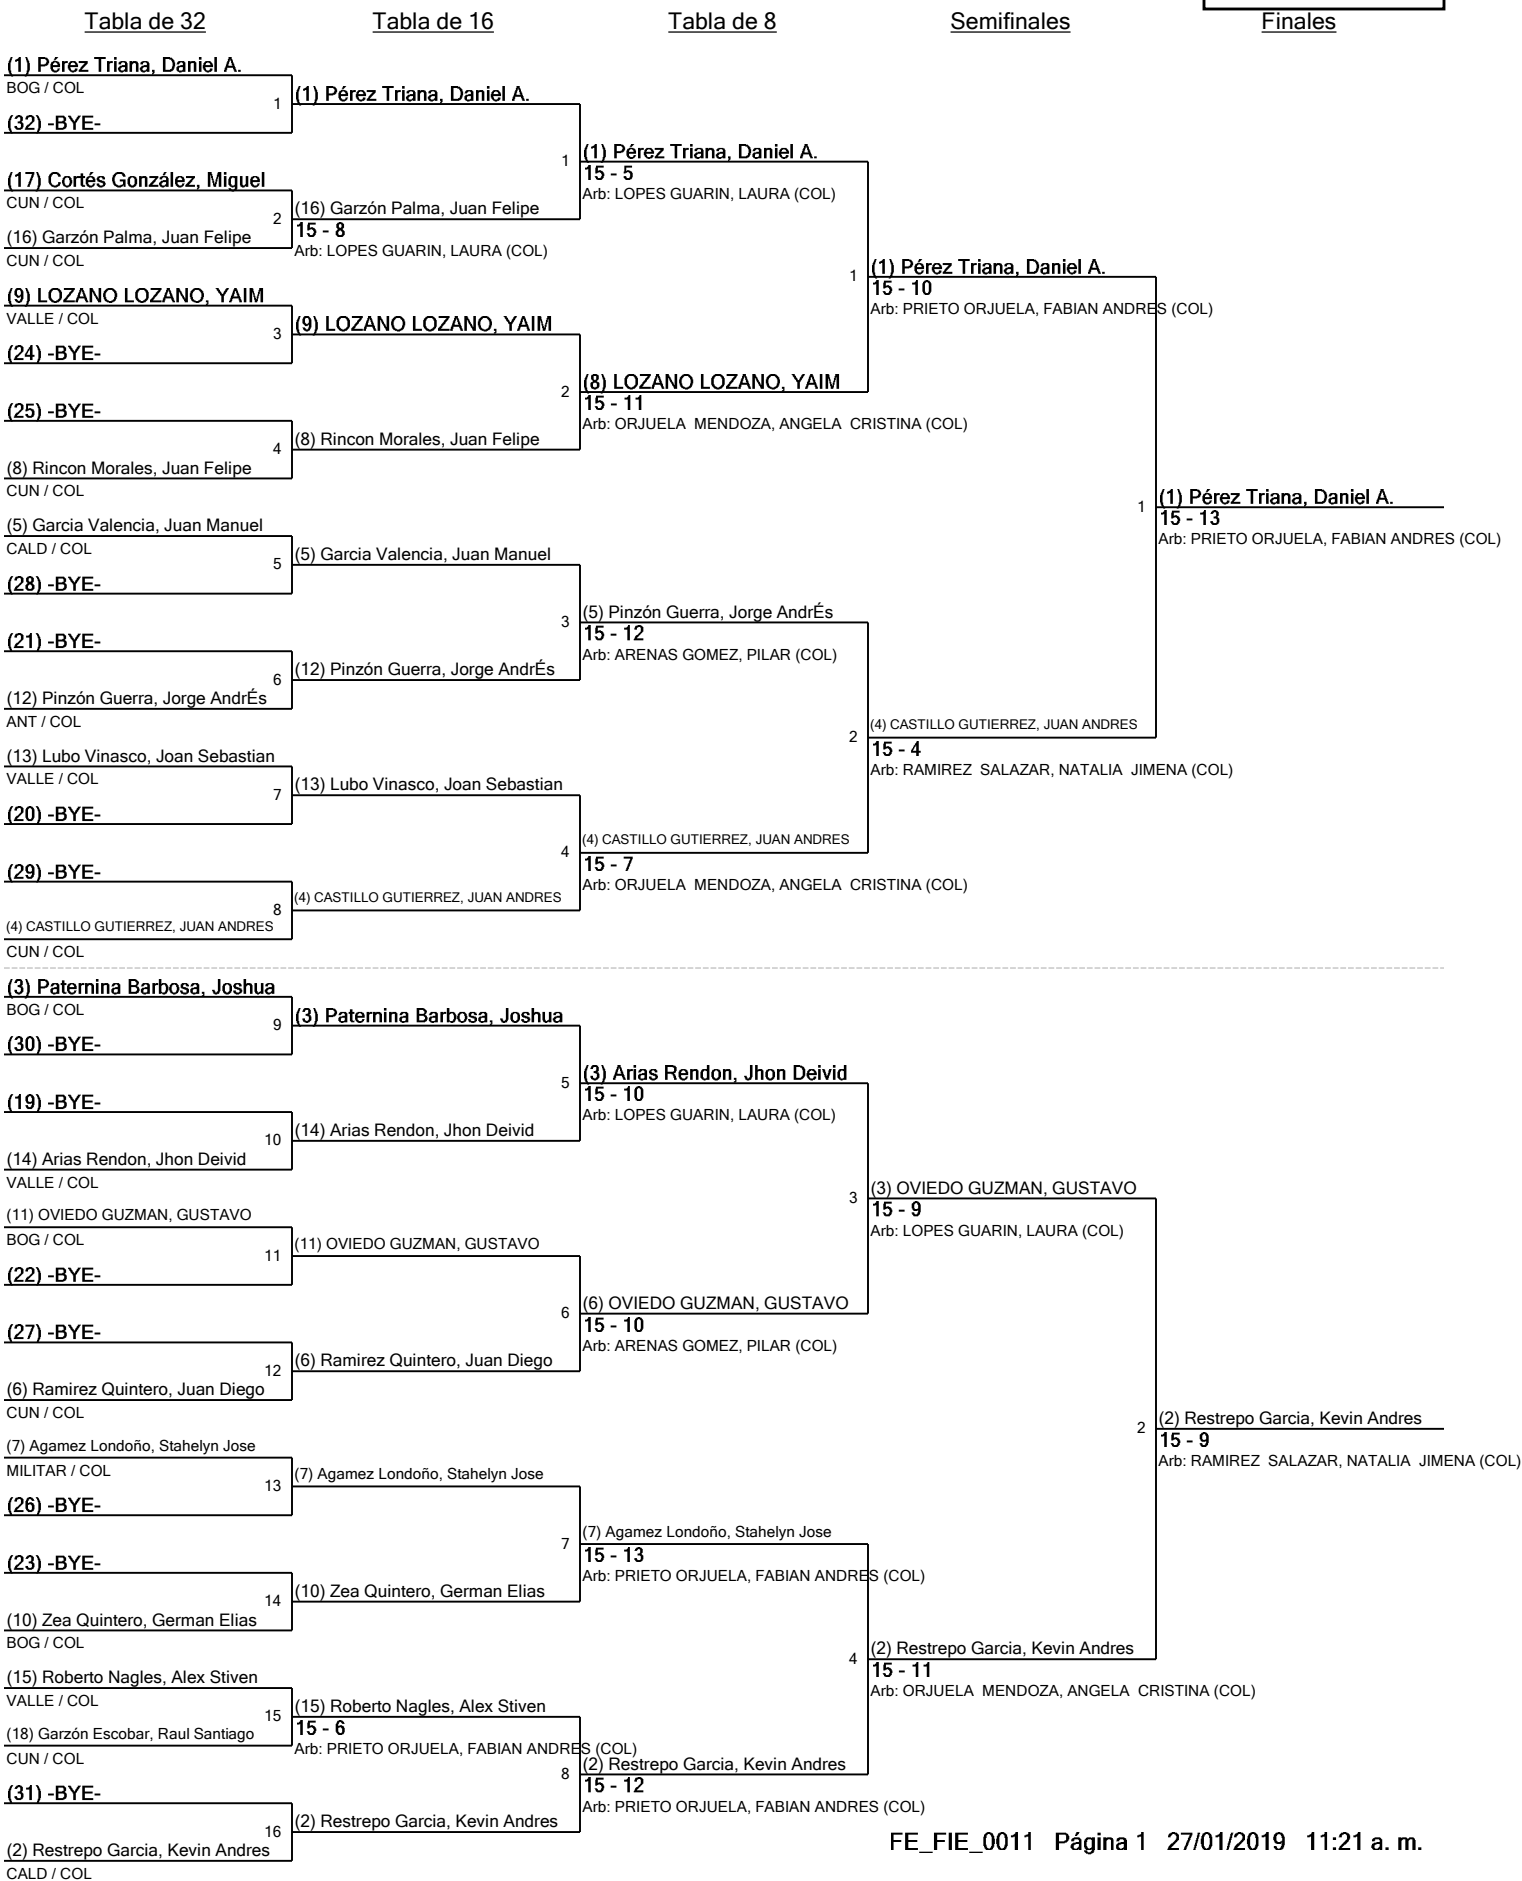 Tabla de 32 Tabla de 16 Tabla de 8 Semifinales Finales
(1) Pérez Triana, Daniel A.
BOG / COL
1
(32) -BYE-
(17) Cortés González, Miguel
CUN / COL
2
(16) Garzón Palma, Juan Felipe
CUN / COL
(9) LOZANO LOZANO, YAIM
VALLE / COL
3
(24) -BYE-
(25) -BYE-
4
(8) Rincon Morales, Juan Felipe
CUN / COL
(5) Garcia Valencia, Juan Manuel
CALD / COL
5
(28) -BYE-
(21) -BYE-
6
(12) Pinzón Guerra, Jorge AndrÉs
ANT / COL
(13) Lubo Vinasco, Joan Sebastian
VALLE / COL
7
(20) -BYE-
(29) -BYE-
8
(4) CASTILLO GUTIERREZ, JUAN ANDRES
CUN / COL
(3) Paternina Barbosa, Joshua
BOG / COL
9
(30) -BYE-
(19) -BYE-
10
(14) Arias Rendon, Jhon Deivid
VALLE / COL
(11) OVIEDO GUZMAN, GUSTAVO
BOG / COL
11
(22) -BYE-
(27) -BYE-
12
(6) Ramirez Quintero, Juan Diego
CUN / COL
(7) Agamez Londoño, Stahelyn Jose
MILITAR / COL
13
(26) -BYE-
(23) -BYE-
14
(10) Zea Quintero, German Elias
BOG / COL
(15) Roberto Nagles, Alex Stiven
VALLE / COL
15
(18) Garzón Escobar, Raul Santiago
CUN / COL
(31) -BYE-
16
(2) Restrepo Garcia, Kevin Andres
CALD / COL
(1) Pérez Triana, Daniel A.
1
(16) Garzón Palma, Juan Felipe
15 - 8
Arb: LOPES GUARIN, LAURA (COL)
(9) LOZANO LOZANO, YAIM
2
(8) Rincon Morales, Juan Felipe
(5) Garcia Valencia, Juan Manuel
3
(12) Pinzón Guerra, Jorge AndrÉs
(13) Lubo Vinasco, Joan Sebastian
4
(4) CASTILLO GUTIERREZ, JUAN ANDRES
(3) Paternina Barbosa, Joshua
5
(14) Arias Rendon, Jhon Deivid
(11) OVIEDO GUZMAN, GUSTAVO
6
(6) Ramirez Quintero, Juan Diego
(7) Agamez Londoño, Stahelyn Jose
7
(10) Zea Quintero, German Elias
(15) Roberto Nagles, Alex Stiven
15 - 6
Arb: PRIETO ORJUELA, FABIAN ANDRES (COL)
8
(2) Restrepo Garcia, Kevin Andres
(1) Pérez Triana, Daniel A.
15 - 5
Arb: LOPES GUARIN, LAURA (COL)
1
(8) LOZANO LOZANO, YAIM
15 - 11
Arb: ORJUELA MENDOZA, ANGELA CRISTINA (COL)
(5) Pinzón Guerra, Jorge AndrÉs
15 - 12
Arb: ARENAS GOMEZ, PILAR (COL)
2
(4) CASTILLO GUTIERREZ, JUAN ANDRES
15 - 7
Arb: ORJUELA MENDOZA, ANGELA CRISTINA (COL)
(3) Arias Rendon, Jhon Deivid
15 - 10
Arb: LOPES GUARIN, LAURA (COL)
3
(6) OVIEDO GUZMAN, GUSTAVO
15 - 10
Arb: ARENAS GOMEZ, PILAR (COL)
(7) Agamez Londoño, Stahelyn Jose
15 - 13
Arb: PRIETO ORJUELA, FABIAN ANDRES (COL)
4
(2) Restrepo Garcia, Kevin Andres
15 - 12
Arb: PRIETO ORJUELA, FABIAN ANDRES (COL)
(1) Pérez Triana, Daniel A.
15 - 10
Arb: PRIETO ORJUELA, FABIAN ANDRES (COL)
1
(4) CASTILLO GUTIERREZ, JUAN ANDRES
15 - 4
Arb: RAMIREZ SALAZAR, NATALIA JIMENA (COL)
(3) OVIEDO GUZMAN, GUSTAVO
15 - 9
Arb: LOPES GUARIN, LAURA (COL)
2
(2) Restrepo Garcia, Kevin Andres
15 - 11
Arb: ORJUELA MENDOZA, ANGELA CRISTINA (COL)
(1) Pérez Triana, Daniel A.
15 - 13
Arb: PRIETO ORJUELA, FABIAN ANDRES (COL)
(2) Restrepo Garcia, Kevin Andres
15 - 9
Arb: RAMIREZ SALAZAR, NATALIA JIMENA (COL)
FE_FIE_0011 Página 1 27/01/2019 11:21 a. m.